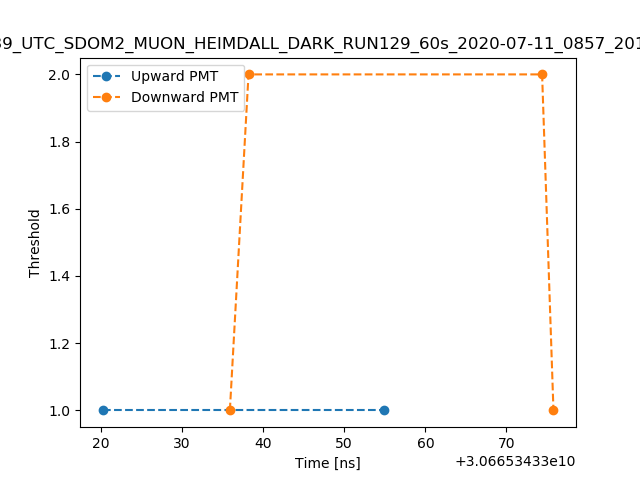 39_UTC_SDOM2_MUON_HEIMDALL_DARK_RUN129_60s_2020-07-11_0857_201
Upward PMT
Downward PMT
2.0
1.8
1.6
1.4
1.2
1.0
Threshold
20 30 40 50 60 70
Time [ns]
+3.06653433e10